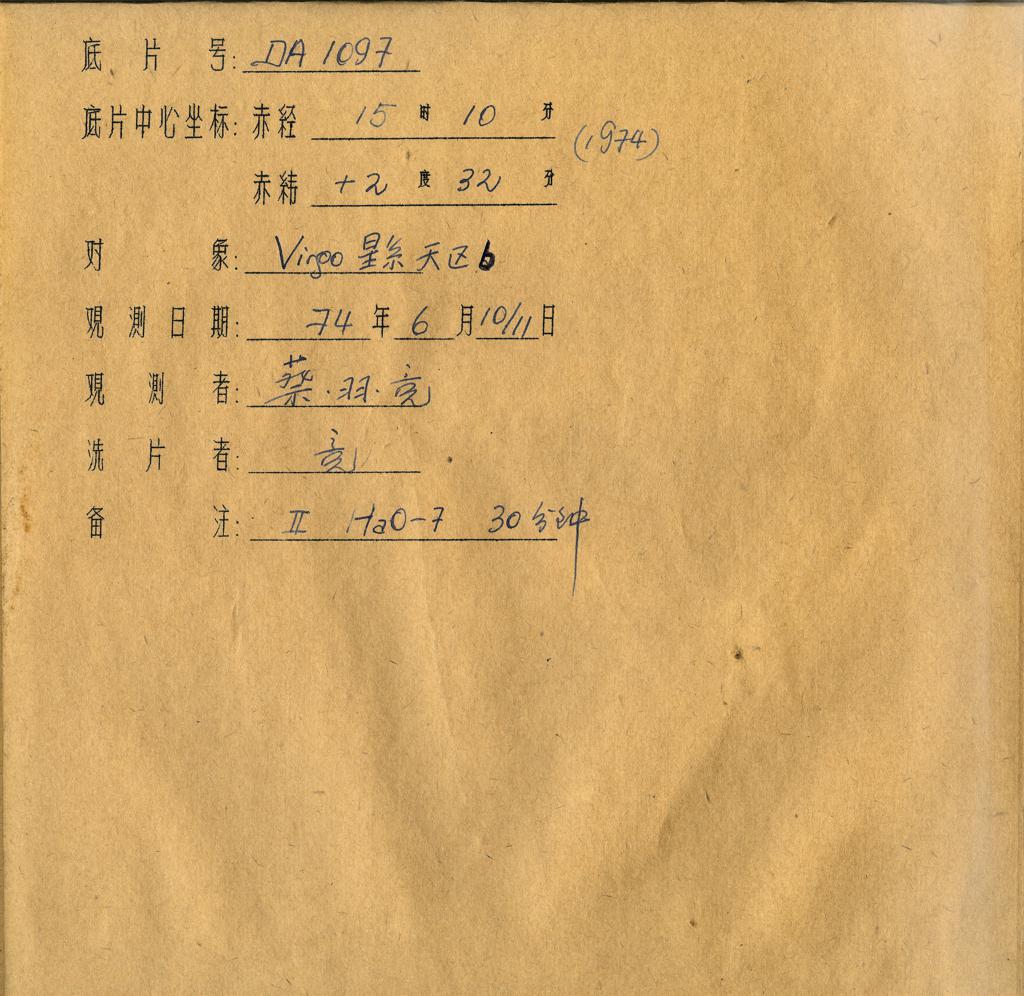 底片号: DA 1097
底片中心坐标: 赤经 15 时 10 分 (1974)
赤纬 +2 度 32 分
对象: Virgo 星系天区 6
观测日期: 74 年 6 月 10/11 日
观测者: 蔡·羽·竞
洗片者: 竞
备注: II HaO-7 30 分钟